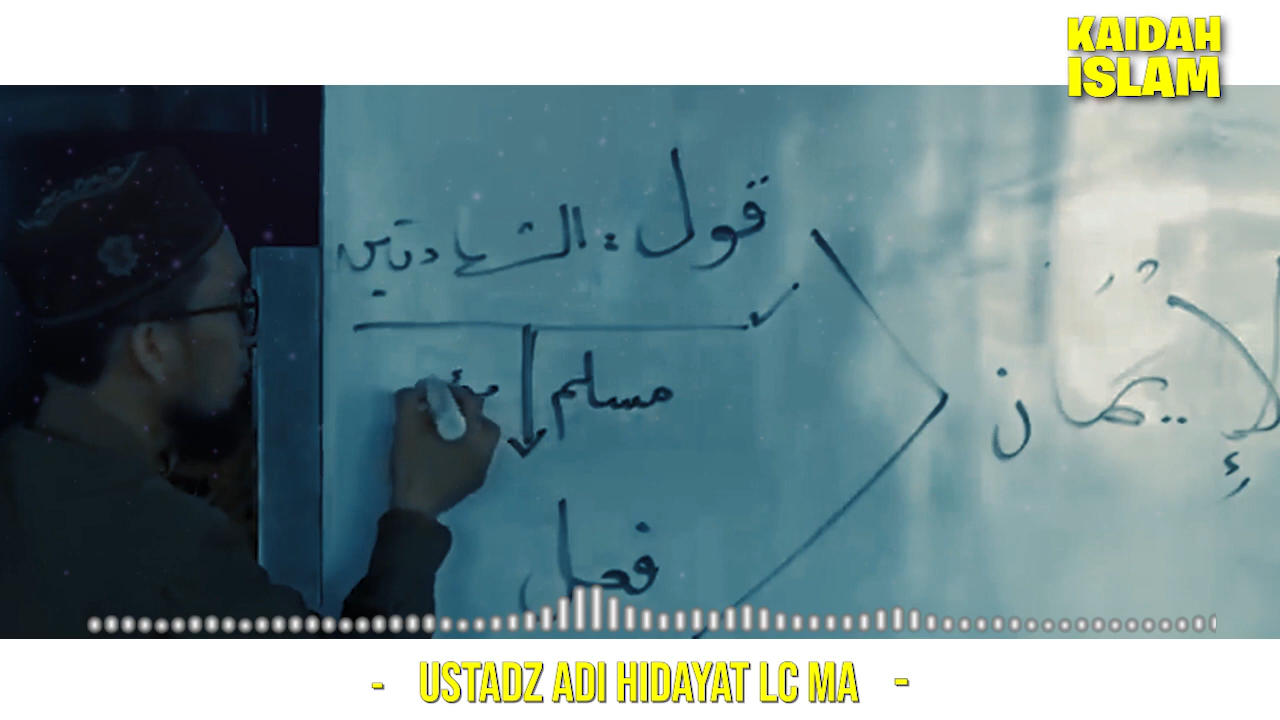 KAIDAH
ISLAM
قول : الشهادتين
الإيمان
مسلم
فعل
- USTADZ ADI HIDAYAT LC MA -